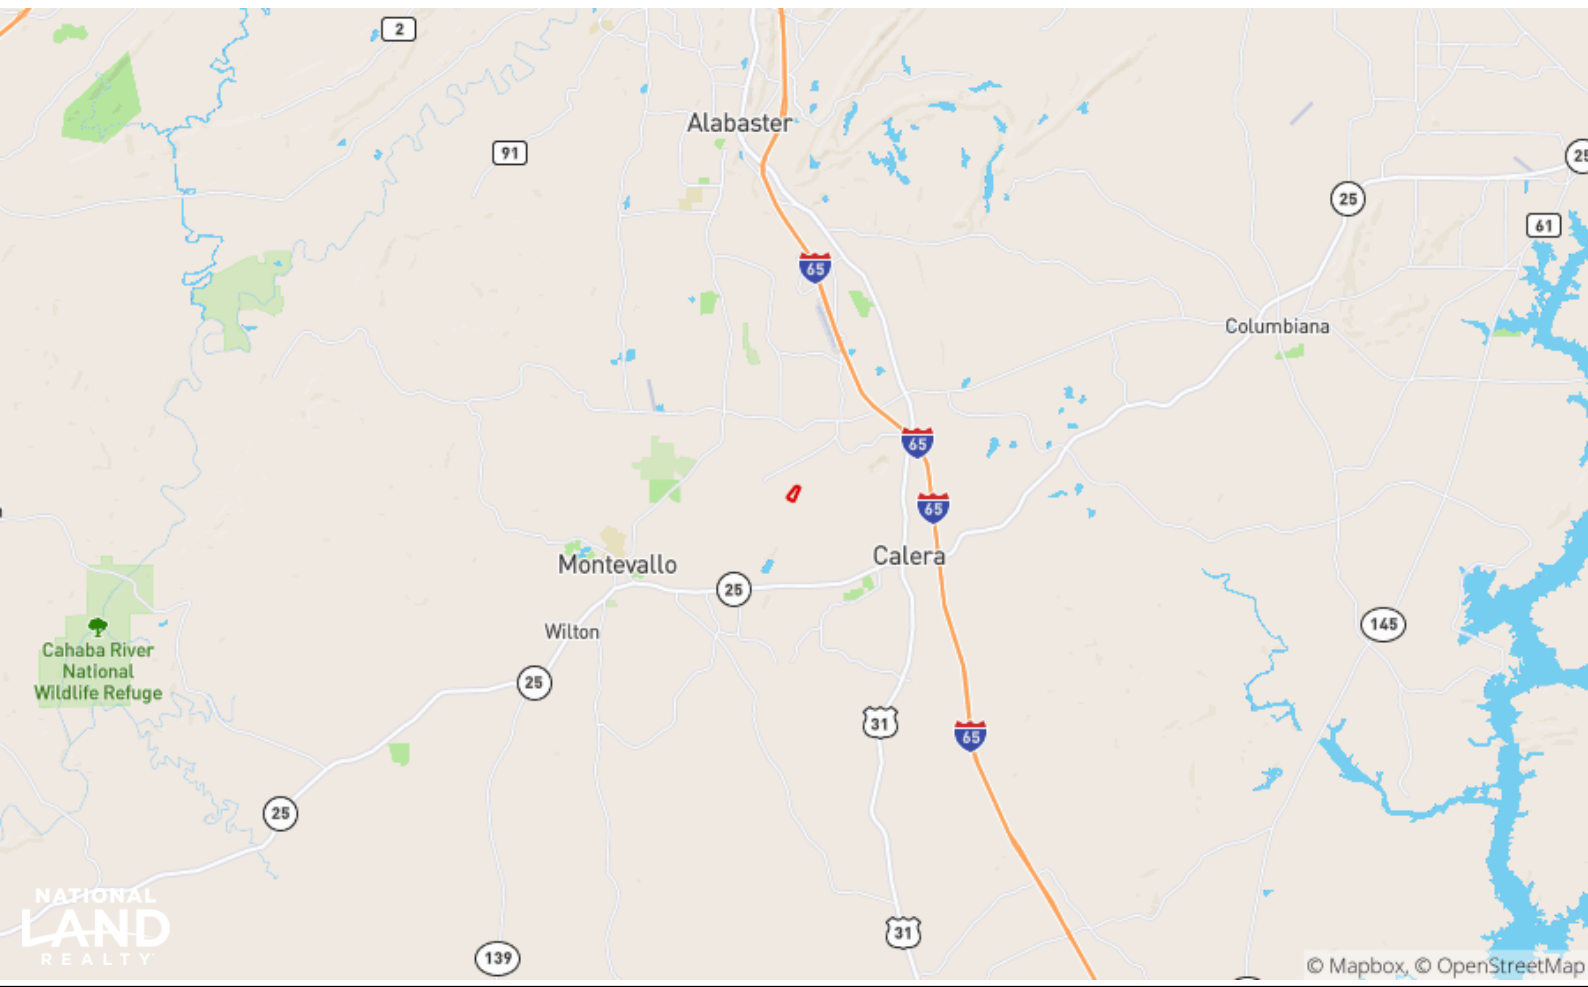 2
Alabaster
91
25
25
61
65
Columbiana
65
65
Calera
Montevallo
25
Wilton
145
Cahaba River
National
Wildlife Refuge
25
31
65
25
NATIONAL
LAND
REALTY
31
139
© Mapbox, © OpenStreetMap